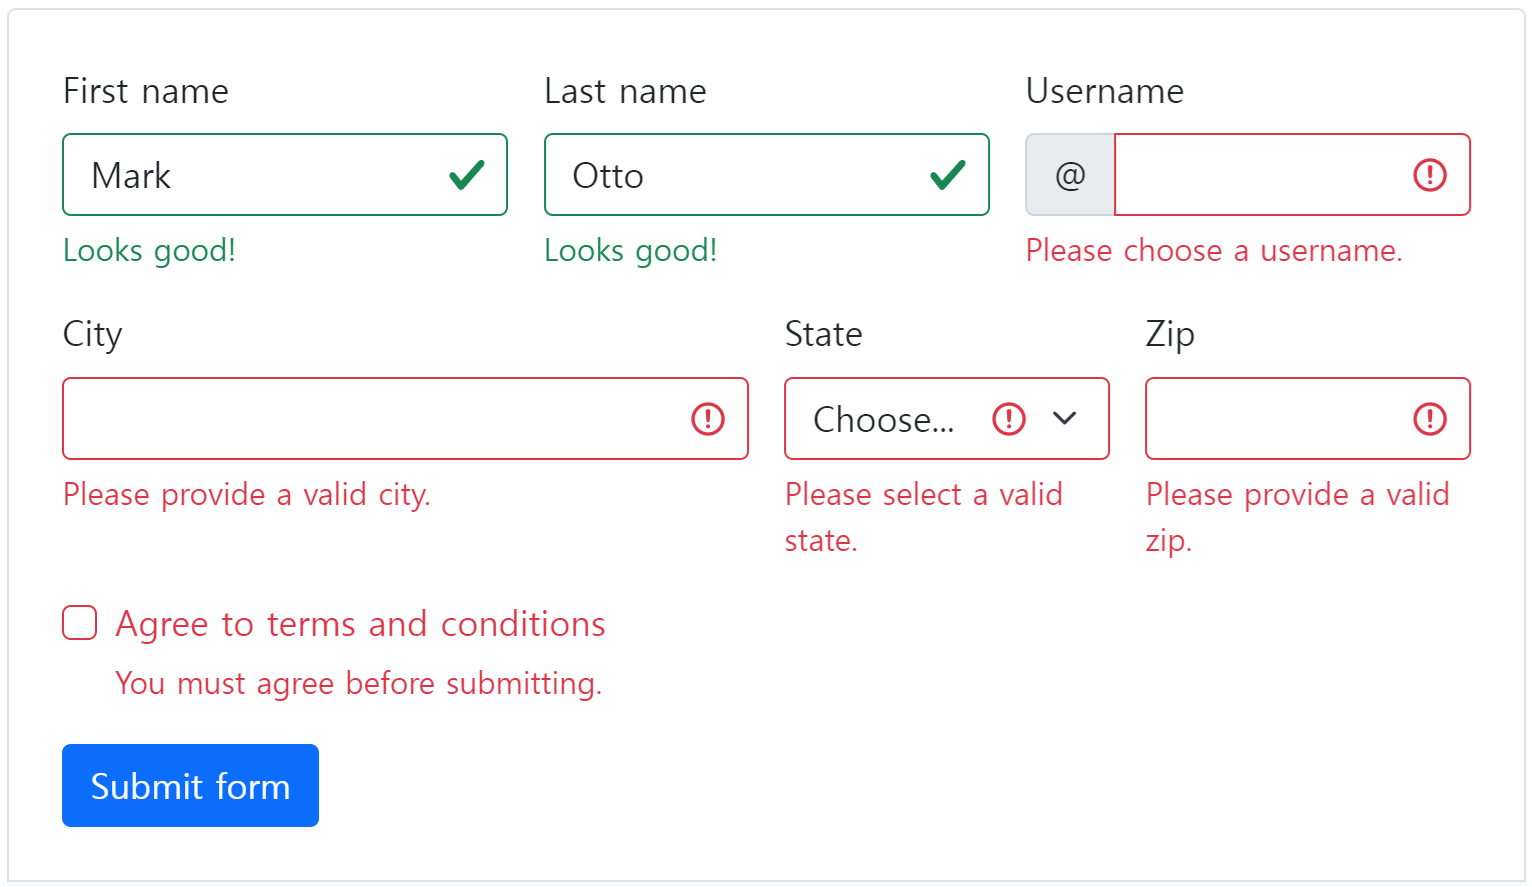 First name
Last name
Username
Mark
Otto
@
Looks good!
Looks good!
Please choose a username.
City
State
Zip
Choose...
Please provide a valid city.
Please select a valid
state.
Please provide a valid
zip.
Agree to terms and conditions
You must agree before submitting.
Submit form